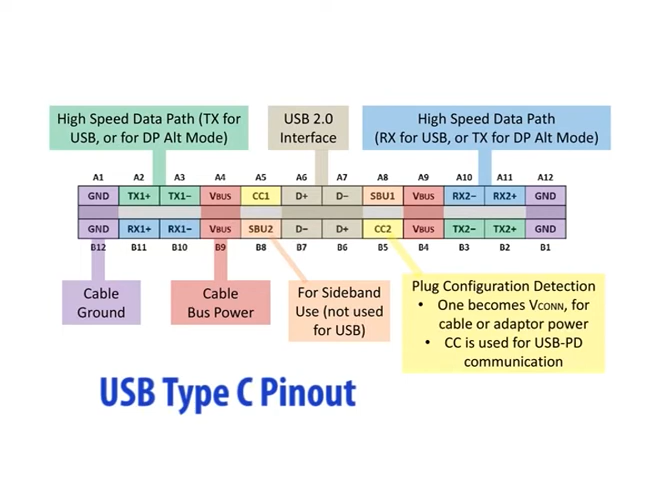 High Speed Data Path (TX for
USB, or for DP Alt Mode)
USB 2.0
Interface
High Speed Data Path
(RX for USB, or TX for DP Alt Mode)
A1 A2 A3 A4 A5 A6 A7 A8 A9 A10 A11 A12
GND TX1+ TX1− VBUS CC1 D+ D− SBU1 VBUS RX2− RX2+ GND
GND RX1+ RX1− VBUS SBU2 D− D+ CC2 VBUS TX2− TX2+ GND
B12 B11 B10 B9 B8 B7 B6 B5 B4 B3 B2 B1
Cable
Ground
Cable
Bus Power
For Sideband
Use (not used
for USB)
Plug Configuration Detection
• One becomes VCONN, for
cable or adaptor power
• CC is used for USB-PD
communication
USB Type C Pinout